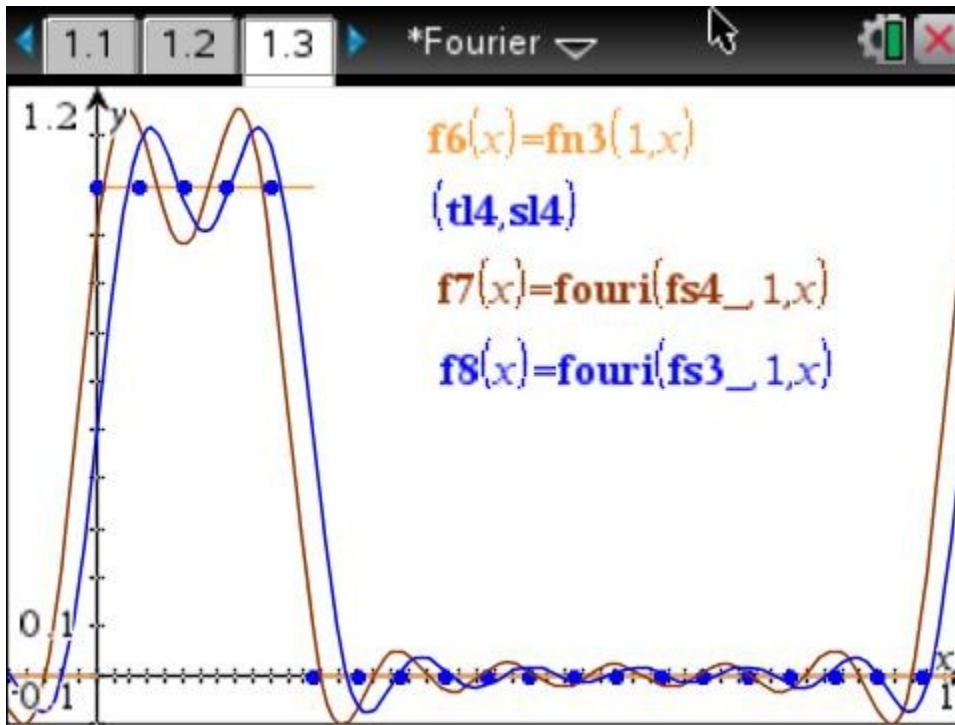 1.1 1.2 1.3 *Fourier
1.2 y
f6(x)=fn3(1,x)
(tl4,sl4)
f7(x)=fouri(fs4_,1,x)
f8(x)=fouri(fs3_,1,x)
0.1
x
-0.1 1